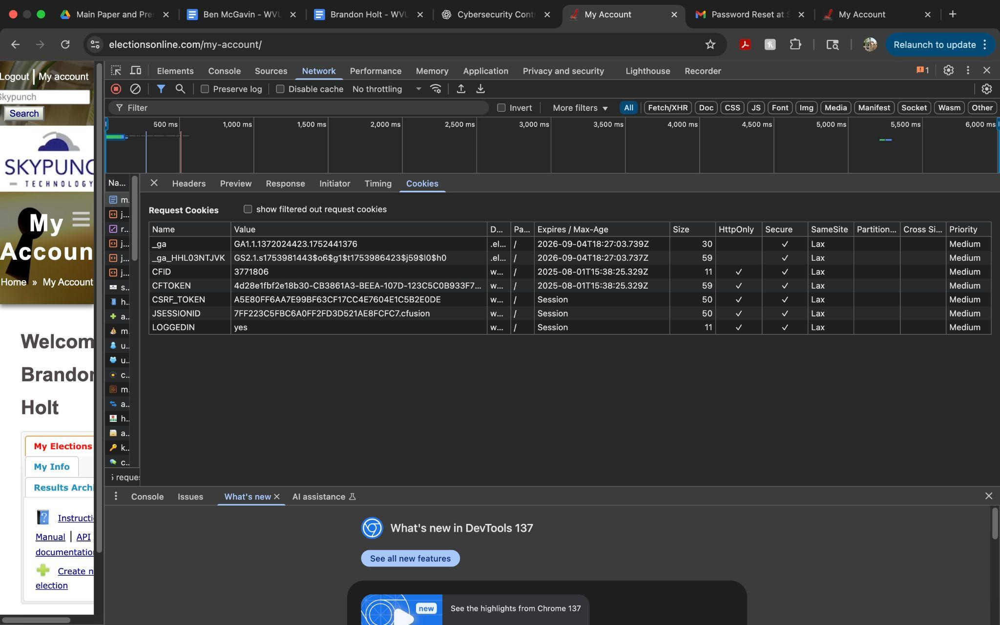 Main Paper and Pre
Ben McGavin - WVU
Brandon Holt - WVU
Cybersecurity Contr
My Account
Password Reset at S
My Account
electionsonline.com/my-account/
Relaunch to update
Logout | My account
Skypunch
Search
SKYPUNC
TECHNOLOGY
My
Accoun
Home » My Account
Welcom
Brandon
Holt
My Elections
My Info
Results Archi
Instructi
Manual | API
documentation
Create n
election
Elements Console Sources Network Performance Memory Application Privacy and security Lighthouse Recorder 1
Preserve log Disable cache No throttling
Filter Invert More filters All Fetch/XHR Doc CSS JS Font Img Media Manifest Socket Wasm Other
500 ms 1,000 ms 1,500 ms 2,000 ms 2,500 ms 3,000 ms 3,500 ms 4,000 ms 4,500 ms 5,000 ms 5,500 ms 6,000 ms
Na...
m.
j...
r...
j...
j...
j...
s..
h..
a..
m.
u..
u..
c..
m.
a..
h..
a..
k..
c..
reque
Headers Preview Response Initiator Timing Cookies
Request Cookies show filtered out request cookies
Name Value D... Pa... Expires / Max-Age Size HttpOnly Secure SameSite Partition... Cross Si... Priority
_ga GA1.1.1372024423.1752441376 .el... / 2026-09-04T18:27:03.739Z 30 ✓ Lax Medium
_ga_HHL03NTJVK GS2.1.s1753981443$o6$g1$t1753986423$j59$l0$h0 .el... / 2026-09-04T18:27:03.737Z 59 ✓ Lax Medium
CFID 3771806 w... / 2025-08-01T15:38:25.329Z 11 ✓ ✓ Lax Medium
CFTOKEN 4d28e1fbf2e18b30-CB3861A3-BEEA-107D-123C5C0B933F7... w... / 2025-08-01T15:38:25.329Z 59 ✓ ✓ Lax Medium
CSRF_TOKEN A5E80FF6AA7E99BF63CF17CC4E7604E1C5B2E0DE w... / Session 50 ✓ ✓ Lax Medium
JSESSIONID 7FF223C5FBC6A0FF2FD3D521AE8FCFC7.cfusion w... / Session 50 ✓ ✓ Lax Medium
LOGGEDIN yes w... / Session 11 ✓ ✓ Lax Medium
Console Issues What's new AI assistance
What's new in DevTools 137
See all new features
new
See the highlights from Chrome 137